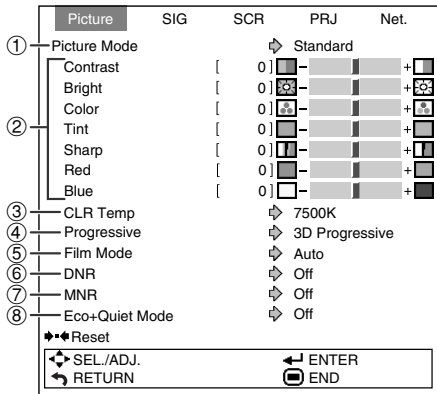 Picture SIG SCR PRJ Net.
① Picture Mode Standard
Contrast [ 0 ] − +
Bright [ 0 ] − +
② Color [ 0 ] − +
Tint [ 0 ] − +
Sharp [ 0 ] − +
Red [ 0 ] − +
Blue [ 0 ] − +
③ CLR Temp 7500K
④ Progressive 3D Progressive
⑤ Film Mode Auto
⑥ DNR Off
⑦ MNR Off
⑧ Eco+Quiet Mode Off
Reset
SEL./ADJ. ENTER
RETURN END